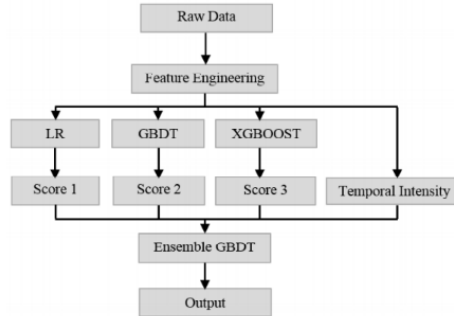 Raw Data
Feature Engineering
LR
GBDT
XGBOOST
Score 1
Score 2
Score 3
Temporal Intensity
Ensemble GBDT
Output